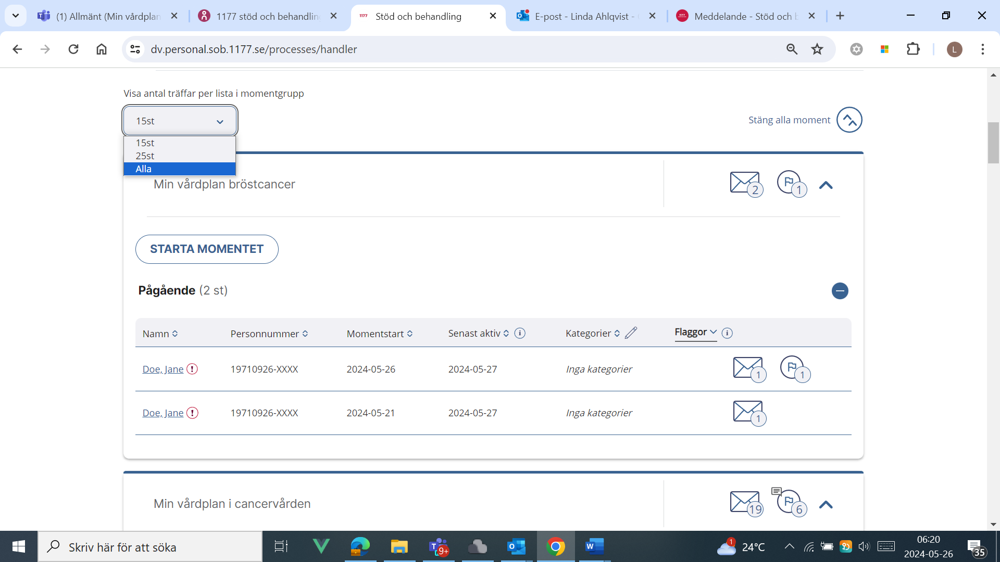 (1) Allmänt (Min vårdplan
1177 stöd och behandlin
Stöd och behandling
E-post - Linda Ahlqvist -
Meddelande - Stöd och b
dv.personal.sob.1177.se/processes/handler
L
Visa antal träffar per lista i momentgrupp
15st
Stäng alla moment
15st
25st
Alla
Min vårdplan bröstcancer
2
1
STARTA MOMENTET
Pågående (2 st)
Namn Personnummer Momentstart Senast aktiv Kategorier Flaggor
Doe, Jane 19710926-XXXX 2024-05-26 2024-05-27 Inga kategorier 1 1
Doe, Jane 19710926-XXXX 2024-05-21 2024-05-27 Inga kategorier 1
Min vårdplan i cancervården
19
6
Skriv här för att söka
9+
1
24°C
06:20
2024-05-26
35